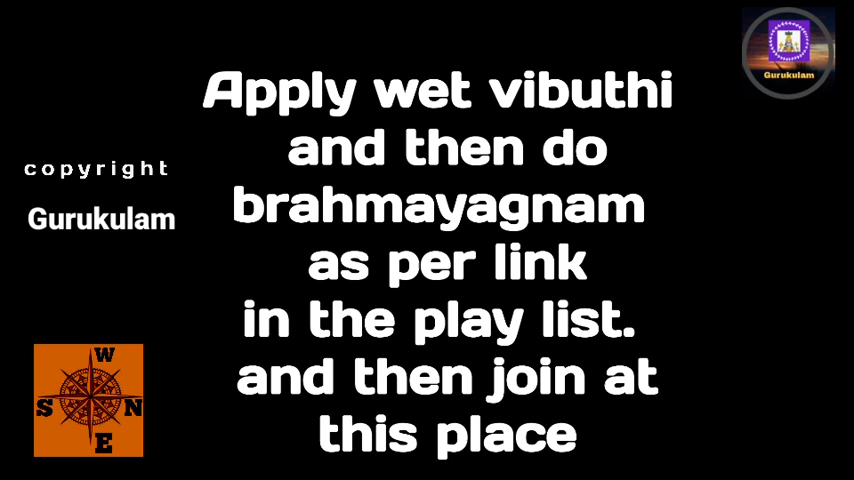 Gurukulam
Apply wet vibuthi
and then do
copyright
brahmayagnam
Gurukulam
as per link
in the play list.
and then join at
this place
W
S N
E